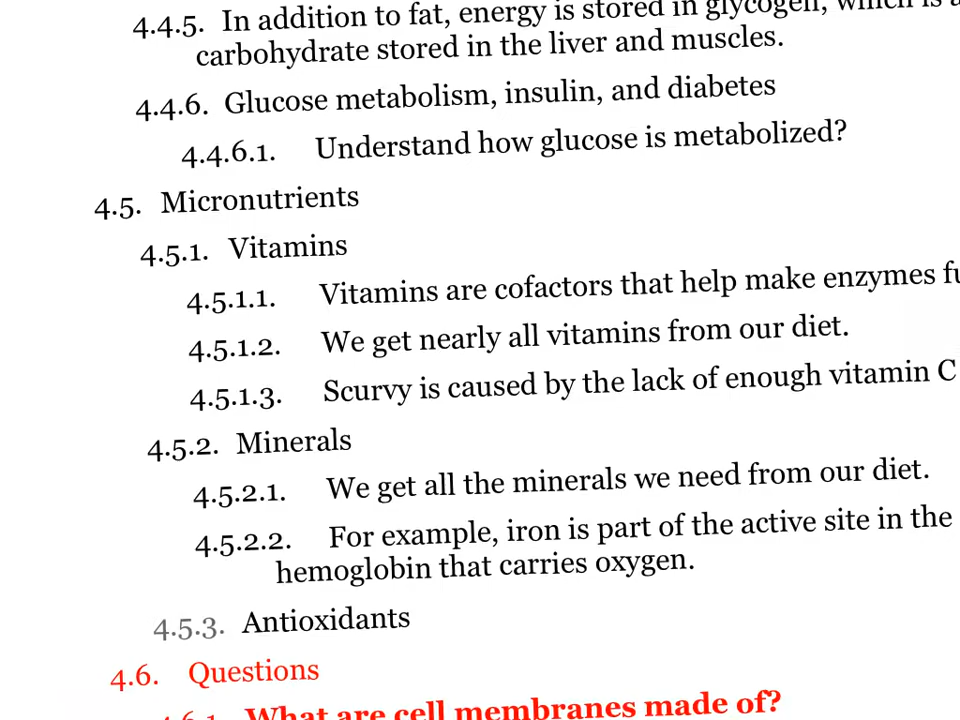 4.4.5. In addition to fat, energy is stored in glycogen, which is a
carbohydrate stored in the liver and muscles.
4.4.6. Glucose metabolism, insulin, and diabetes
4.4.6.1. Understand how glucose is metabolized?
4.5. Micronutrients
4.5.1. Vitamins
4.5.1.1. Vitamins are cofactors that help make enzymes
4.5.1.2. We get nearly all vitamins from our diet.
4.5.1.3. Scurvy is caused by the lack of enough vitamin C
4.5.2. Minerals
4.5.2.1. We get all the minerals we need from our diet.
4.5.2.2. For example, iron is part of the active site in the
hemoglobin that carries oxygen.
4.5.3. Antioxidants
4.6. Questions
4.6.1. What are cell membranes made of?